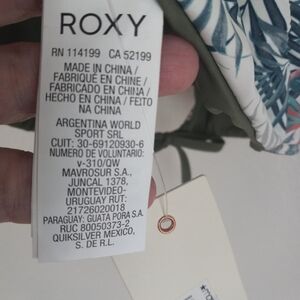 ROXY
RN 114199 CA 52199
MADE IN CHINA /
FABRIQUÉ EN CHINE /
FABRICADO EN CHINA /
HECHO EN CHINA / FEITO
NA CHINA
ARGENTINA WORLD
SPORT SRL
CUIT: 30-69120930-6
NUMERO DE VOLUNTARIO:
v-310/QW
MAVROSUR S.A.,
JUNCAL 1378,
MONTEVIDEO-
URUGUAY RUT:
21726020018
PARAGUAY: GUATA PORA S.A.
RUC 80050373-2
QUIKSILVER MEXICO,
S. DE R.L.